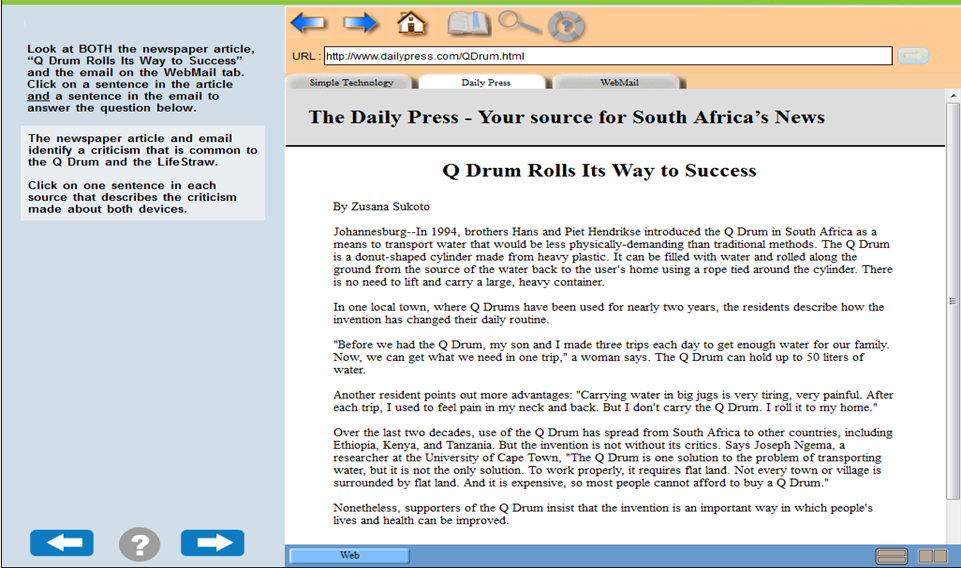 Look at BOTH the newspaper article,
“Q Drum Rolls Its Way to Success”
and the email on the WebMail tab.
Click on a sentence in the article
and a sentence in the email to
answer the question below.
The newspaper article and email
identify a criticism that is common to
the Q Drum and the LifeStraw.
Click on one sentence in each
source that describes the criticism
made about both devices.
?
URL : http://www.dailypress.com/QDrum.html
Simple Technology Daily Press WebMail
The Daily Press - Your source for South Africa’s News
Q Drum Rolls Its Way to Success
By Zusana Sukoto
Johannesburg--In 1994, brothers Hans and Piet Hendrikse introduced the Q Drum in South Africa as a
means to transport water that would be less physically-demanding than traditional methods. The Q Drum
is a donut-shaped cylinder made from heavy plastic. It can be filled with water and rolled along the
ground from the source of the water back to the user's home using a rope tied around the cylinder. There
is no need to lift and carry a large, heavy container.
In one local town, where Q Drums have been used for nearly two years, the residents describe how the
invention has changed their daily routine.
"Before we had the Q Drum, my son and I made three trips each day to get enough water for our family.
Now, we can get what we need in one trip," a woman says. The Q Drum can hold up to 50 liters of
water.
Another resident points out more advantages: "Carrying water in big jugs is very tiring, very painful. After
each trip, I used to feel pain in my neck and back. But I don't carry the Q Drum. I roll it to my home."
Over the last two decades, use of the Q Drum has spread from South Africa to other countries, including
Ethiopia, Kenya, and Tanzania. But the invention is not without its critics. Says Joseph Ngema, a
researcher at the University of Cape Town, "The Q Drum is one solution to the problem of transporting
water, but it is not the only solution. To work properly, it requires flat land. Not every town or village is
surrounded by flat land. And it is expensive, so most people cannot afford to buy a Q Drum."
Nonetheless, supporters of the Q Drum insist that the invention is an important way in which people's
lives and health can be improved.
?
Web